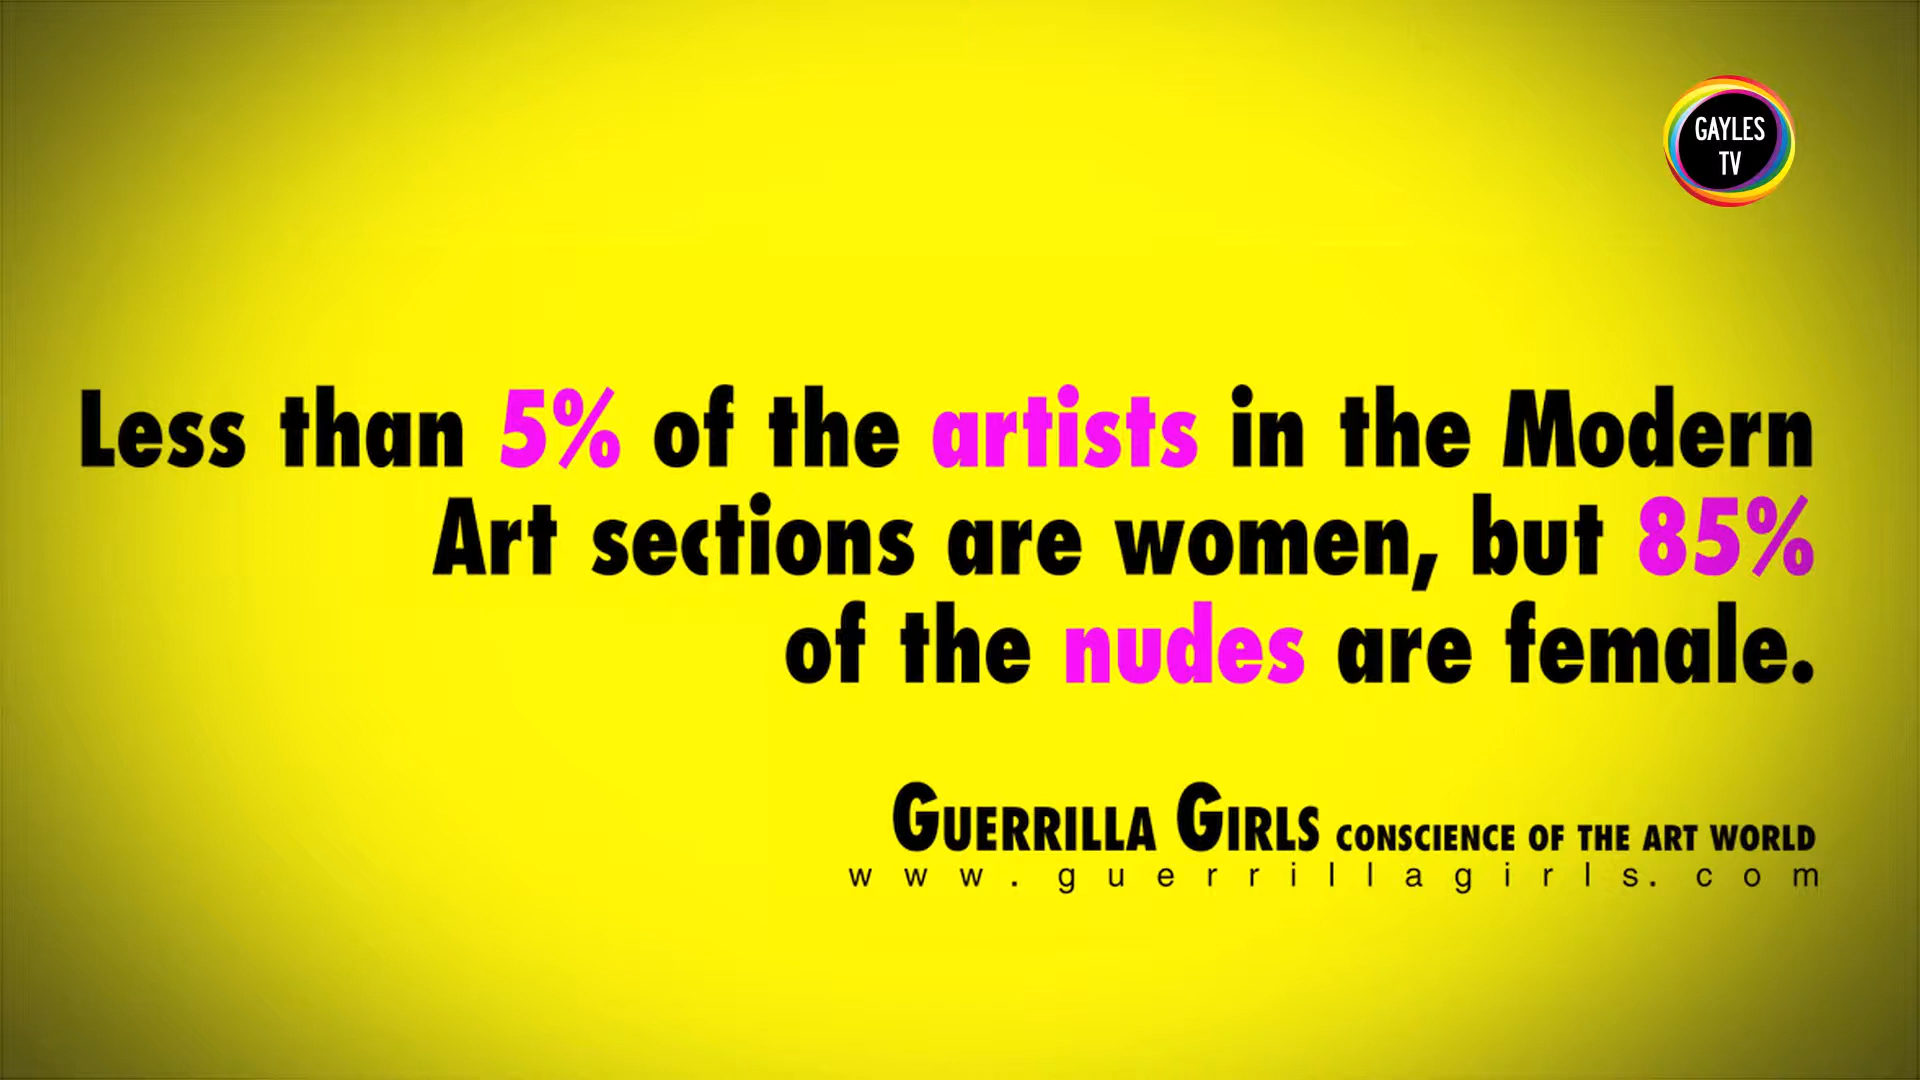 GAYLES
TV
Less than 5% of the artists in the Modern
Art sections are women, but 85%
of the nudes are female.
GUERRILLA GIRLS CONSCIENCE OF THE ART WORLD
www.guerrillagirls.com